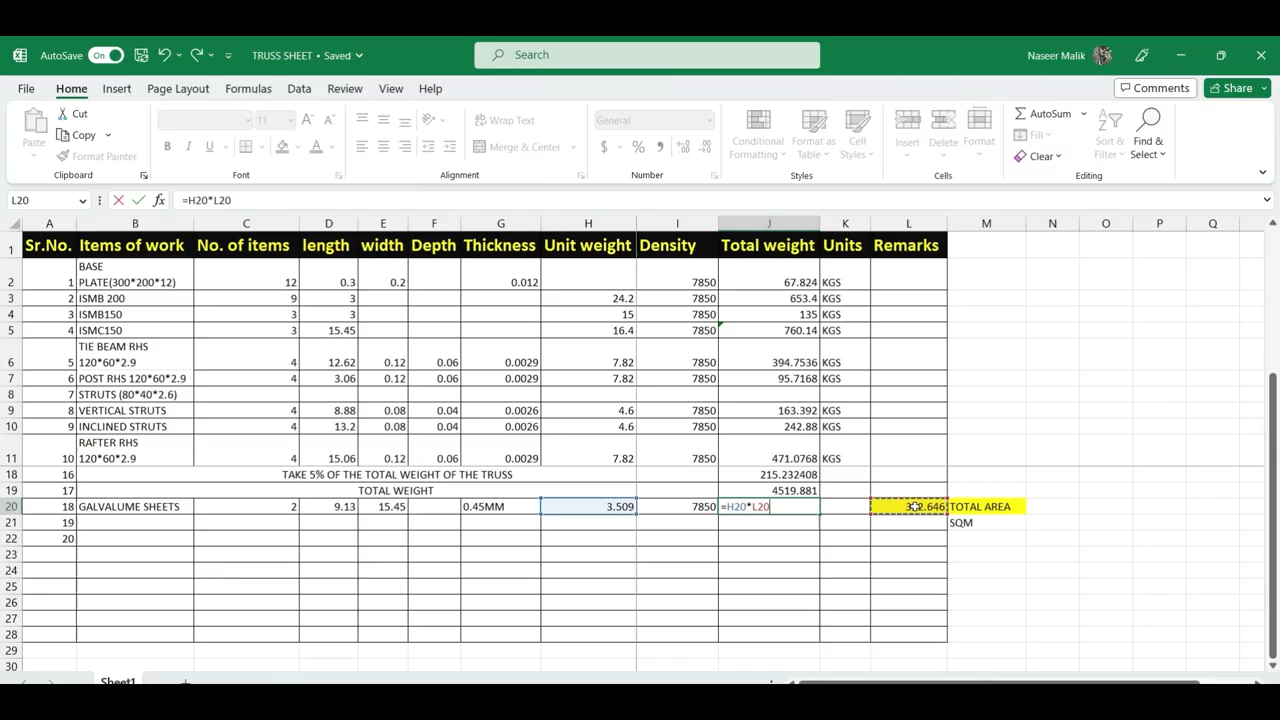 AutoSave On TRUSS SHEET • Saved Search Naseer Malik
File Home Insert Page Layout Formulas Data Review View Help Comments Share
Paste Cut Copy Format Painter Clipboard
11 B I U A A A Font
Wrap Text Merge & Center Alignment
General $ % Number
Conditional Formatting Format as Table Cell Styles Styles
Insert Delete Format Cells
AutoSum Fill Clear Sort & Filter Find & Select Editing
L20 fx =H20*L20
A B C D E F G H I J K L M N O P Q
1 Sr.No. Items of work No. of items length width Depth Thickness Unit weight Density Total weight Units Remarks
BASE
2 1 PLATE(300*200*12) 12 0.3 0.2 0.012 7850 67.824 KGS
3 2 ISMB 200 9 3 24.2 7850 653.4 KGS
4 3 ISMB150 3 3 15 7850 135 KGS
5 4 ISMC150 3 15.45 16.4 7850 760.14 KGS
TIE BEAM RHS
6 5 120*60*2.9 4 12.62 0.12 0.06 0.0029 7.82 7850 394.7536 KGS
7 6 POST RHS 120*60*2.9 4 3.06 0.12 0.06 0.0029 7.82 7850 95.7168 KGS
8 7 STRUTS (80*40*2.6)
9 8 VERTICAL STRUTS 4 8.88 0.08 0.04 0.0026 4.6 7850 163.392 KGS
10 9 INCLINED STRUTS 4 13.2 0.08 0.04 0.0026 4.6 7850 242.88 KGS
RAFTER RHS
11 10 120*60*2.9 4 15.06 0.12 0.06 0.0029 7.82 7850 471.0768 KGS
18 16 TAKE 5% OF THE TOTAL WEIGHT OF THE TRUSS 215.232408
19 17 TOTAL WEIGHT 4519.881
20 18 GALVALUME SHEETS 2 9.13 15.45 0.45MM 3.509 7850 =H20*L20 TOTAL AREA
21 19 SQM
22 20
23
24
25
26
27
28
29
30
Sheet1